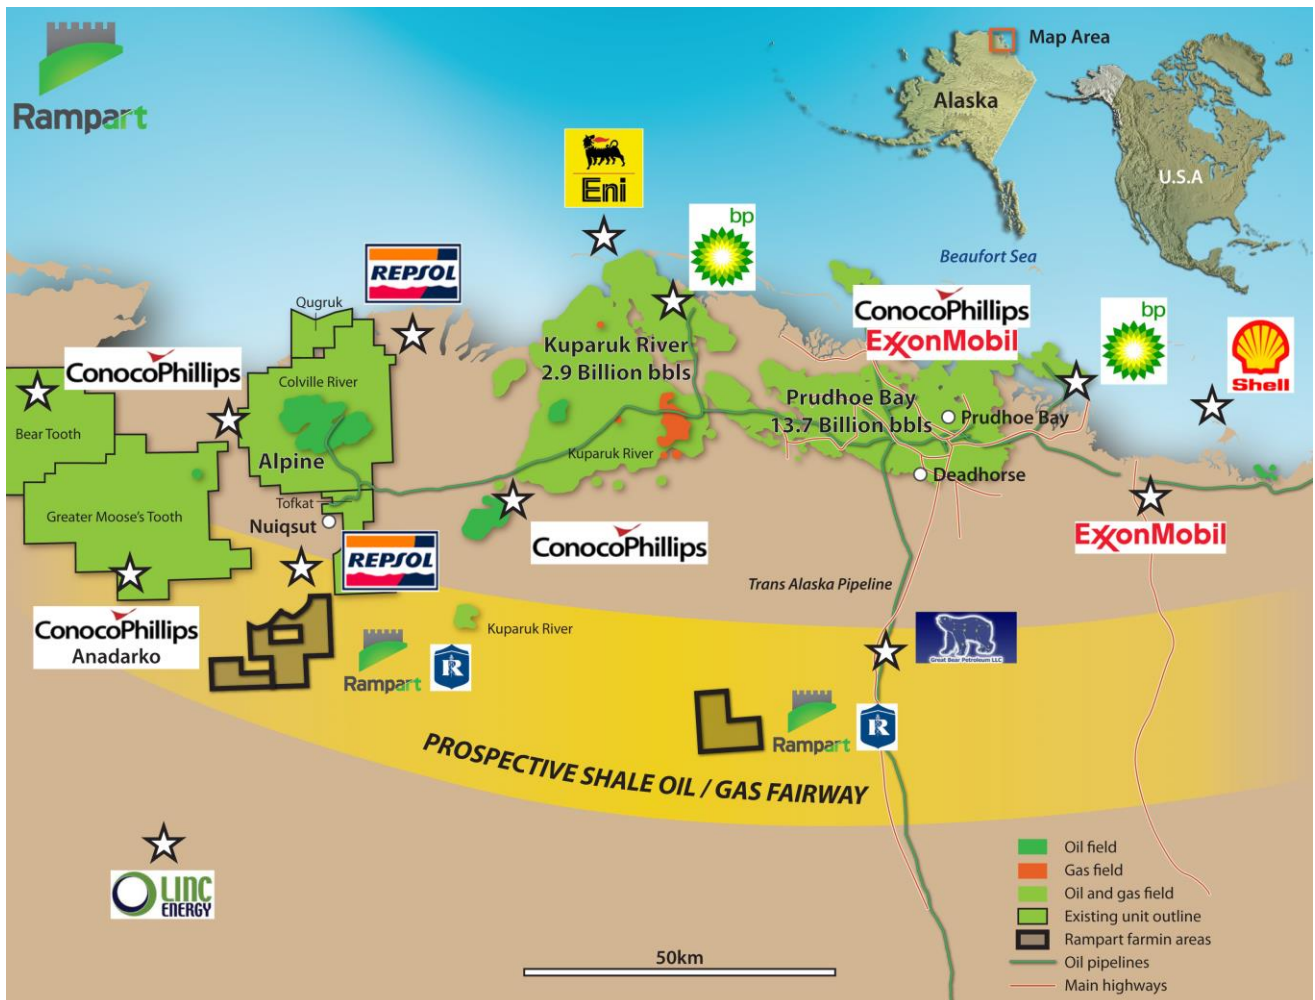 Rampart
Map Area
Alaska
U.S.A
Eni
bp
REPSOL
Beaufort Sea
Qugruk
ConocoPhillips
ExxonMobil
bp
Shell
Kuparuk River
2.9 Billion bbls
ConocoPhillips
Colville River
Prudhoe Bay
13.7 Billion bbls
Prudhoe Bay
Bear Tooth
Alpine
Kuparuk River
Deadhorse
Tofkat
Greater Moose's Tooth
Nuiqsut
ConocoPhillips
ExxonMobil
REPSOL
Trans Alaska Pipeline
ConocoPhillips
Anadarko
Kuparuk River
Great Bear Petroleum LLC
Rampart
R
Rampart
R
PROSPECTIVE SHALE OIL / GAS FAIRWAY
LINC
ENERGY
Oil field
Gas field
Oil and gas field
Existing unit outline
Rampart farmin areas
Oil pipelines
Main highways
50km